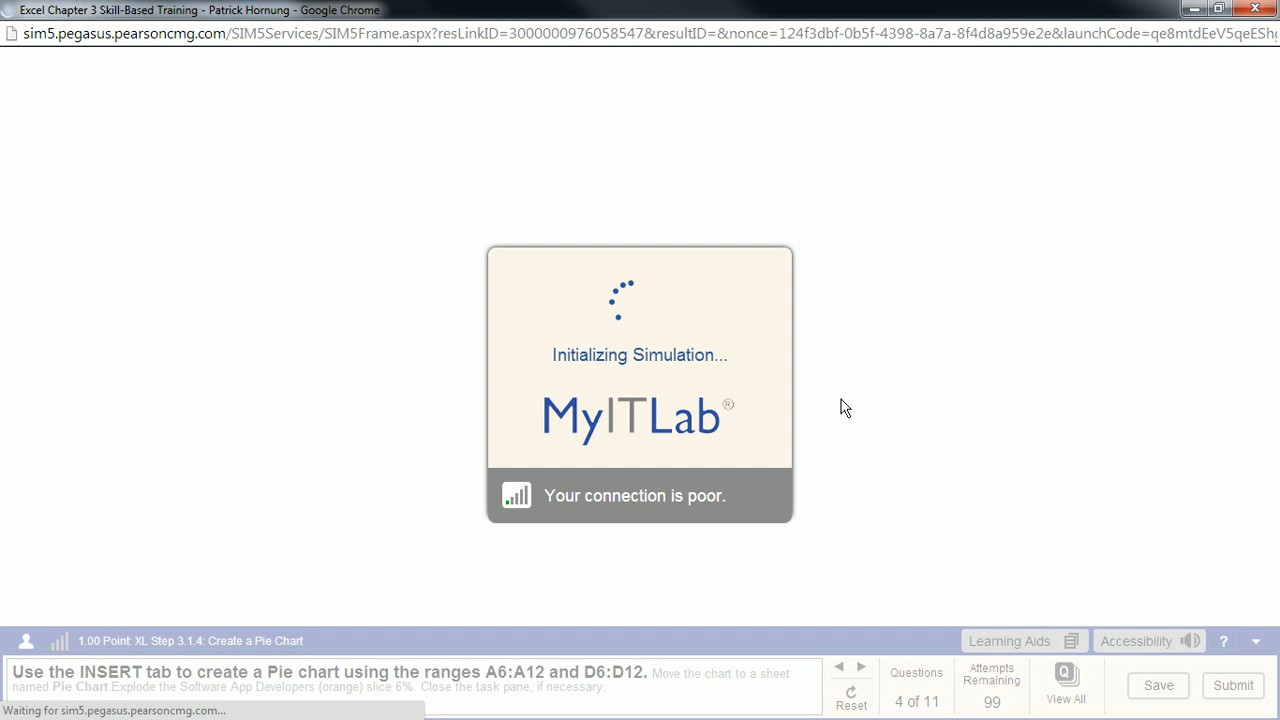 Excel Chapter 3 Skill-Based Training - Patrick Hornung - Google Chrome
sim5.pegasus.pearsoncmg.com/SIM5Services/SIM5Frame.aspx?resLinkID=3000000976058547&resultID=&nonce=124f3dbf-0b5f-4398-8a7a-8f4d8a959e2e&launchCode=qe8mtdEeV5qeEShg
Initializing Simulation...
MyITLab®
Your connection is poor.
1.00 Point: XL Step 3.1.4: Create a Pie Chart
Learning Aids
Accessibility
?
Use the INSERT tab to create a Pie chart using the ranges A6:A12 and D6:D12. Move the chart to a sheet
named Pie Chart Explode the Software App Developers (orange) slice 6%. Close the task pane, if necessary.
Reset
Questions
4 of 11
Attempts
Remaining
99
Q
View All
Save
Submit
Waiting for sim5.pegasus.pearsoncmg.com...